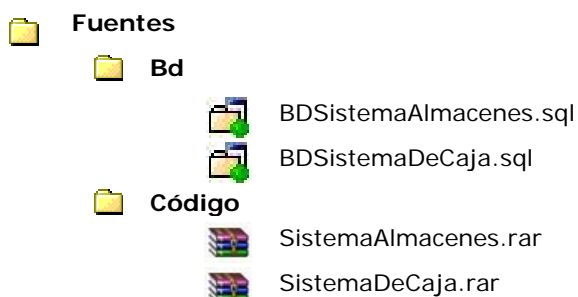 Fuentes
Bd
BDSistemaAlmacenes.sql
BDSistemaDeCaja.sql
Código
SistemaAlmacenes.rar
SistemaDeCaja.rar